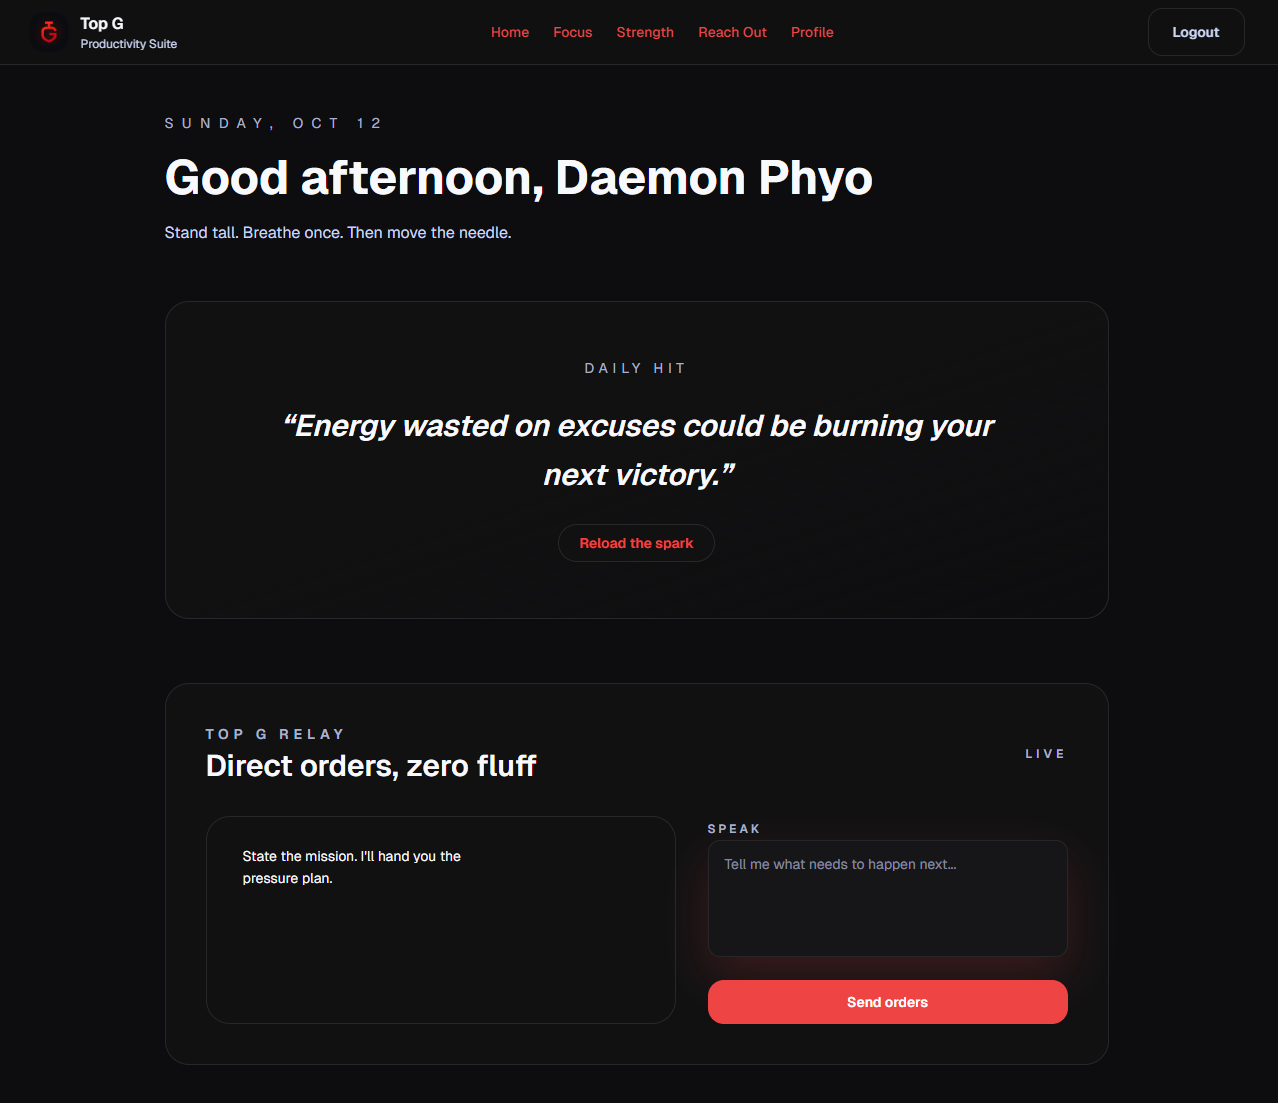 Top G
Productivity Suite
Home
Focus
Strength
Reach Out
Profile
Logout
SUNDAY, OCT 12
Good afternoon, Daemon Phyo
Stand tall. Breathe once. Then move the needle.
DAILY HIT
“Energy wasted on excuses could be burning your
next victory.”
Reload the spark
TOP G RELAY
Direct orders, zero fluff
LIVE
State the mission. I'll hand you the
pressure plan.
SPEAK
Tell me what needs to happen next...
Send orders